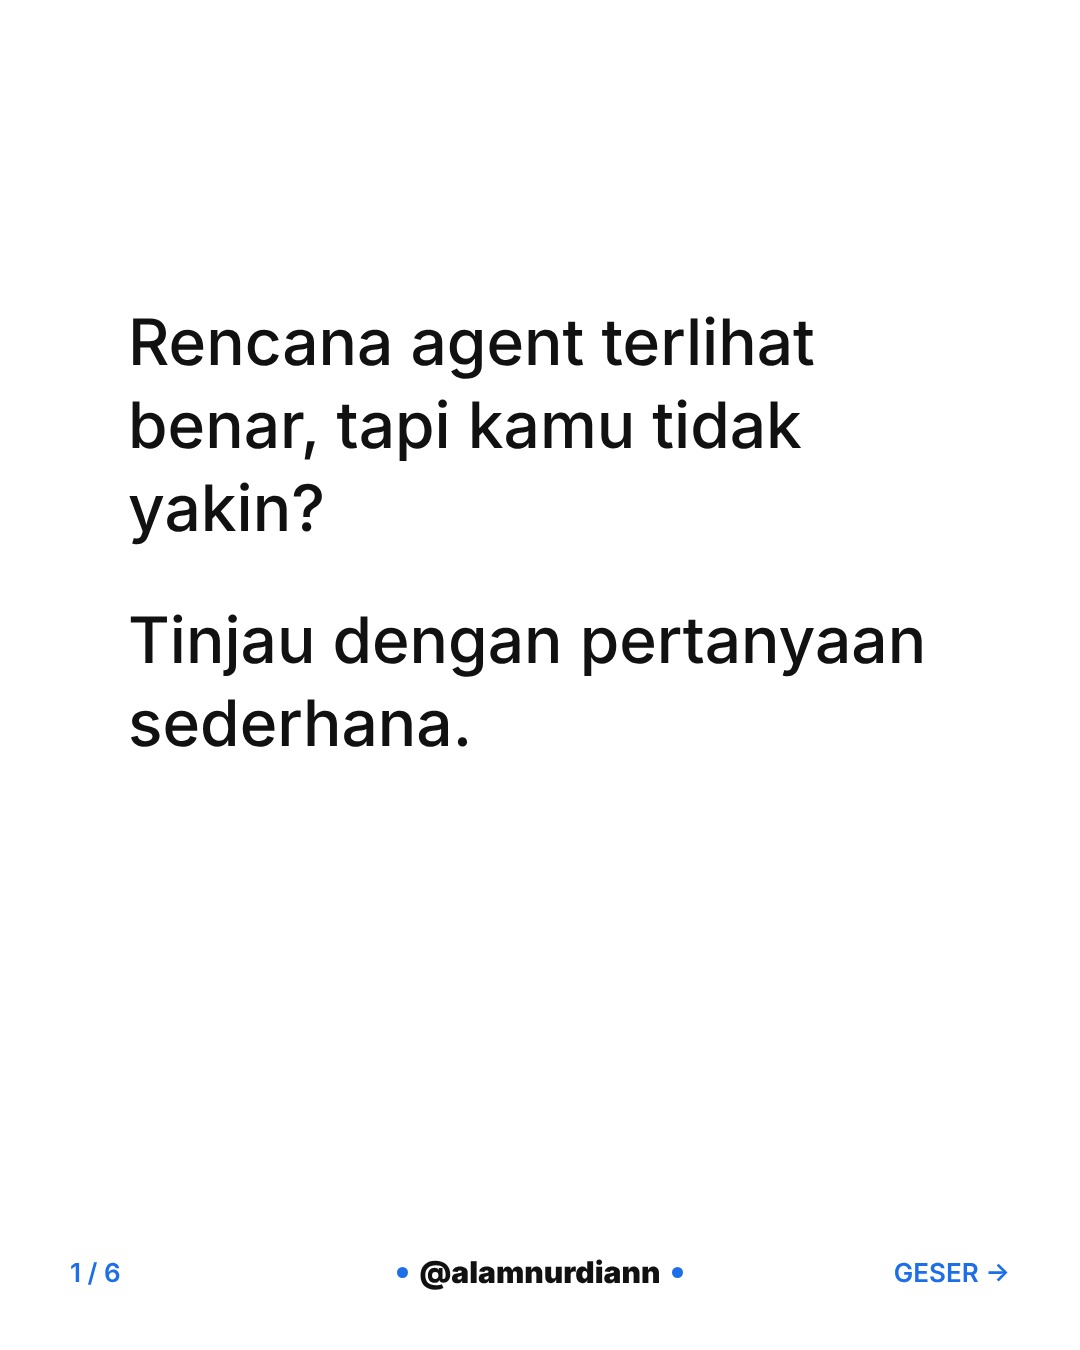 Rencana agent terlihat
benar, tapi kamu tidak
yakin?
Tinjau dengan pertanyaan
sederhana.
1 / 6
• @alamnurdiann •
GESER →